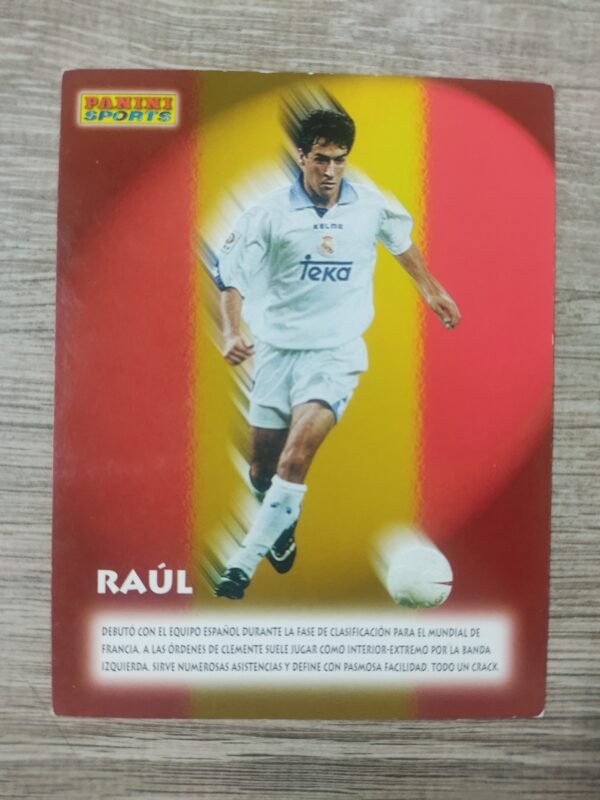 PANINI
SPORTS
KELME
TEKA
RAÚL
DEBUTÓ CON EL EQUIPO ESPAÑOL DURANTE LA FASE DE CLASIFICACIÓN PARA EL MUNDIAL DE
FRANCIA. A LAS ÓRDENES DE CLEMENTE SUELE JUGAR COMO INTERIOR-EXTREMO POR LA BANDA
IZQUIERDA. SIRVE NUMEROSAS ASISTENCIAS Y DEFINE CON PASMOSA FACILIDAD. TODO UN CRACK.